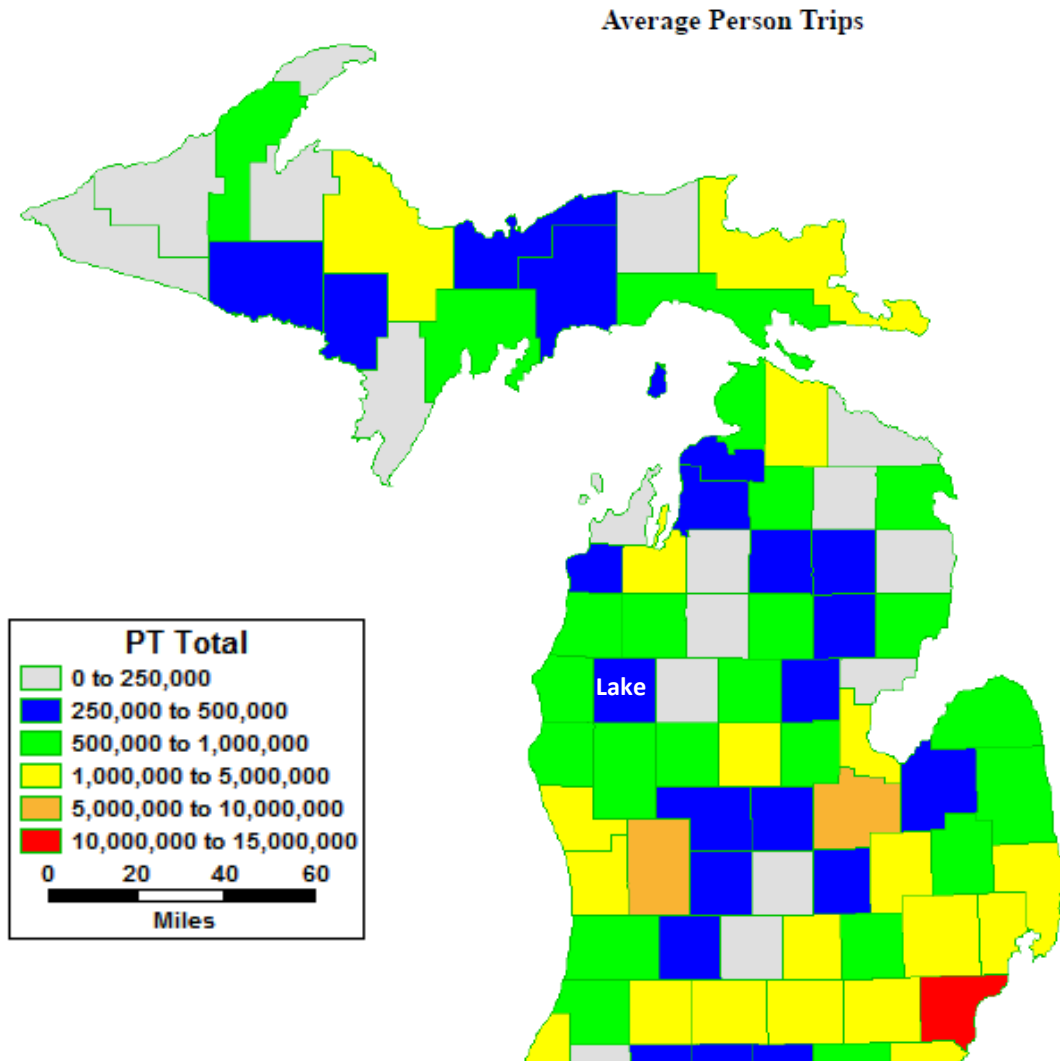 Average Person Trips
Lake
PT Total
0 to 250,000
250,000 to 500,000
500,000 to 1,000,000
1,000,000 to 5,000,000
5,000,000 to 10,000,000
10,000,000 to 15,000,000
0 20 40 60
Miles